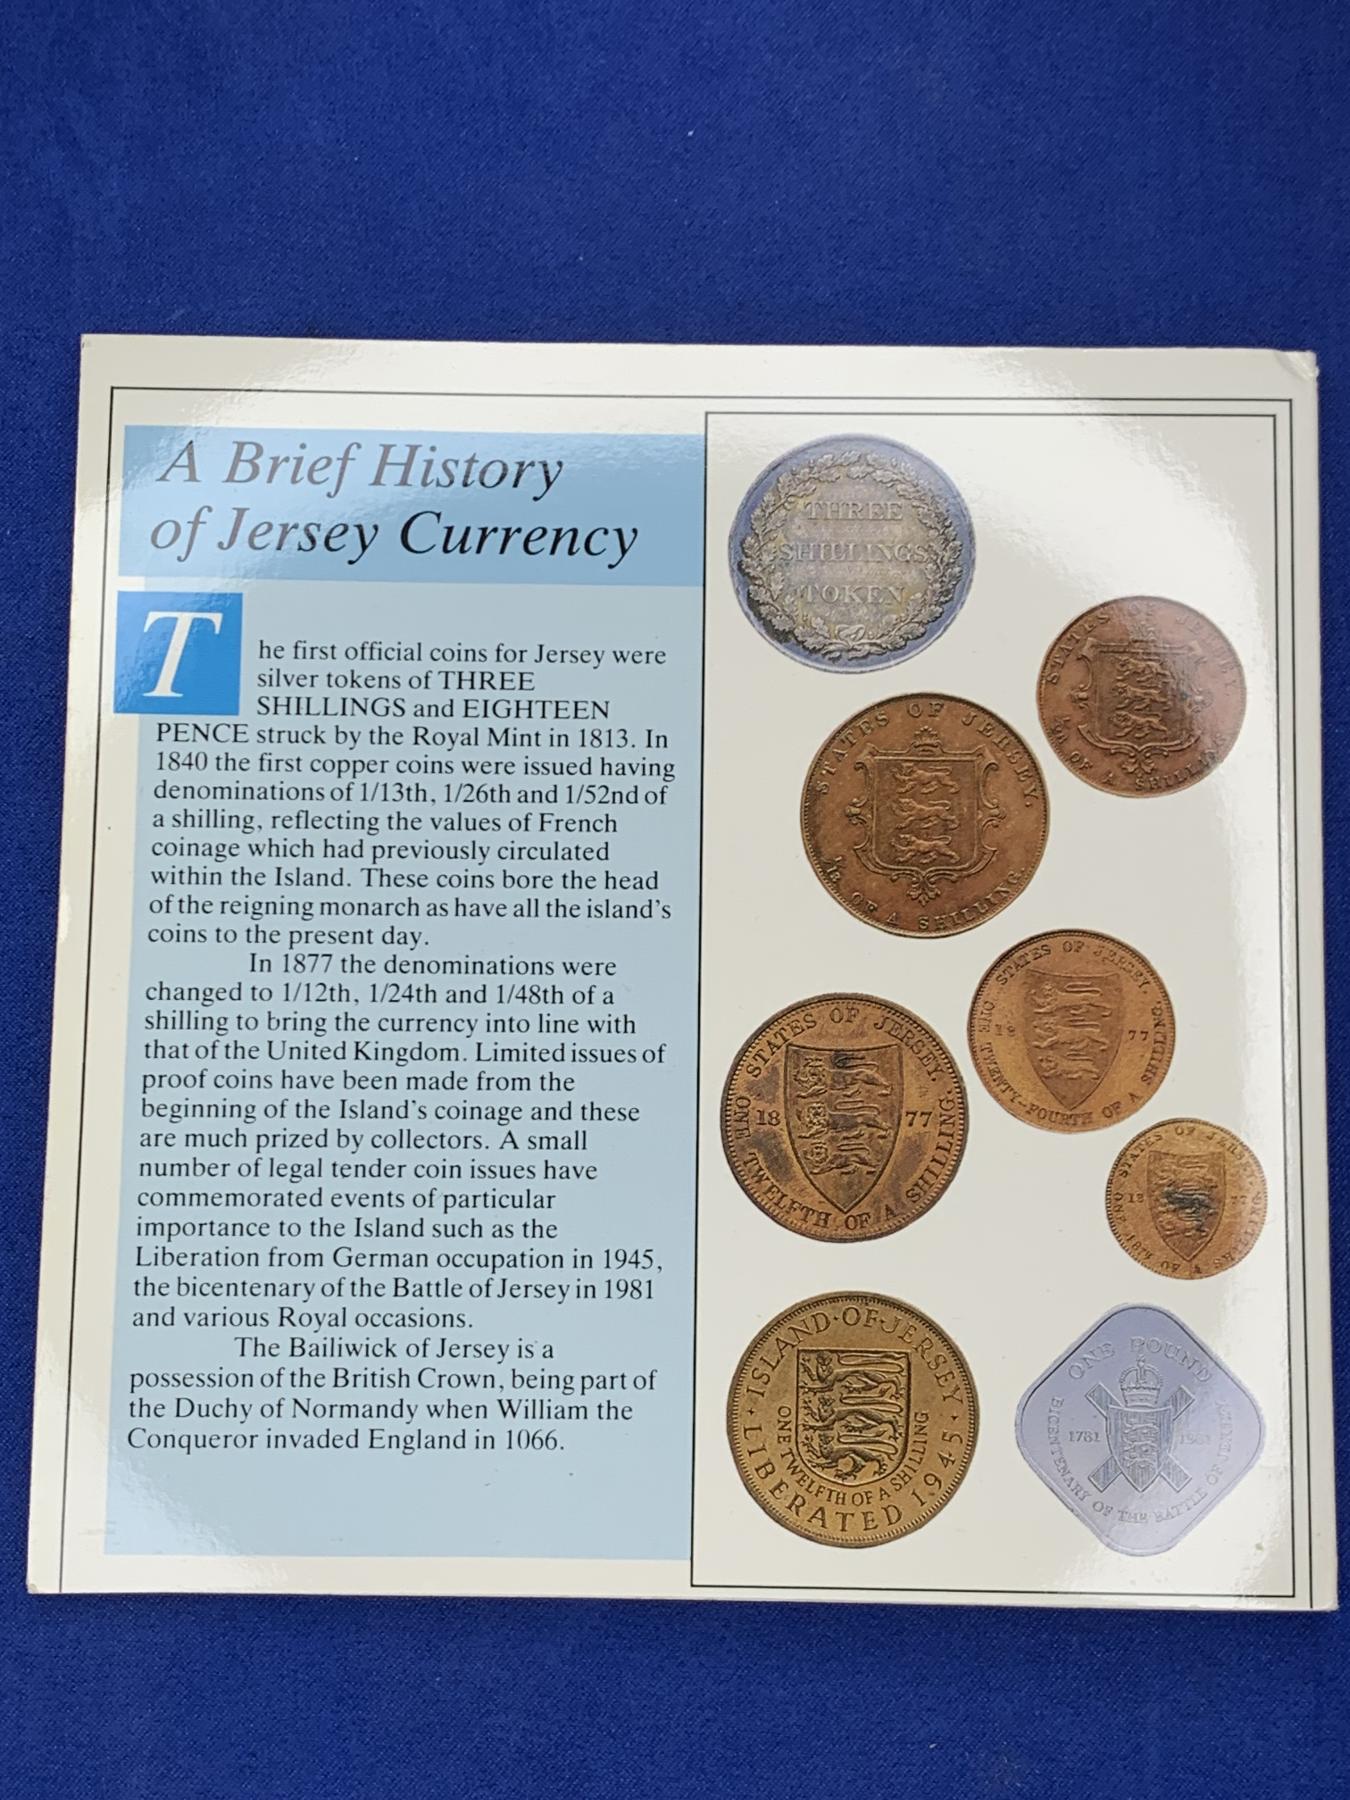 A Brief History
of Jersey Currency
The first official coins for Jersey were
silver tokens of THREE
SHILLINGS and EIGHTEEN
PENCE struck by the Royal Mint in 1813. In
1840 the first copper coins were issued having
denominations of 1/13th, 1/26th and 1/52nd of
a shilling, reflecting the values of French
coinage which had previously circulated
within the Island. These coins bore the head
of the reigning monarch as have all the island's
coins to the present day.
In 1877 the denominations were
changed to 1/12th, 1/24th and 1/48th of a
shilling to bring the currency into line with
that of the United Kingdom. Limited issues of
proof coins have been made from the
beginning of the Island's coinage and these
are much prized by collectors. A small
number of legal tender coin issues have
commemorated events of particular
importance to the Island such as the
Liberation from German occupation in 1945,
the bicentenary of the Battle of Jersey in 1981
and various Royal occasions.
The Bailiwick of Jersey is a
possession of the British Crown, being part of
the Duchy of Normandy when William the
Conqueror invaded England in 1066.
THREE
SHILLINGS
TOKEN
STATES OF JERSEY.
OF A SHILLING
STATES OF JERSEY.
OF A SHILLING.
STATES OF JERSEY.
ONE TWENTY-FOURTH OF A SHILLING.
18 77
STATES OF JERSEY.
ONE TWELFTH OF A SHILLING.
18 77
STATES OF JERSEY.
OF A SHILLING
18 77
ISLAND·OF·JERSEY
ONE TWELFTH OF A SHILLING
LIBERATED 1945
ONE POUND
1781 1981
BICENTENARY OF THE BATTLE OF JERSEY